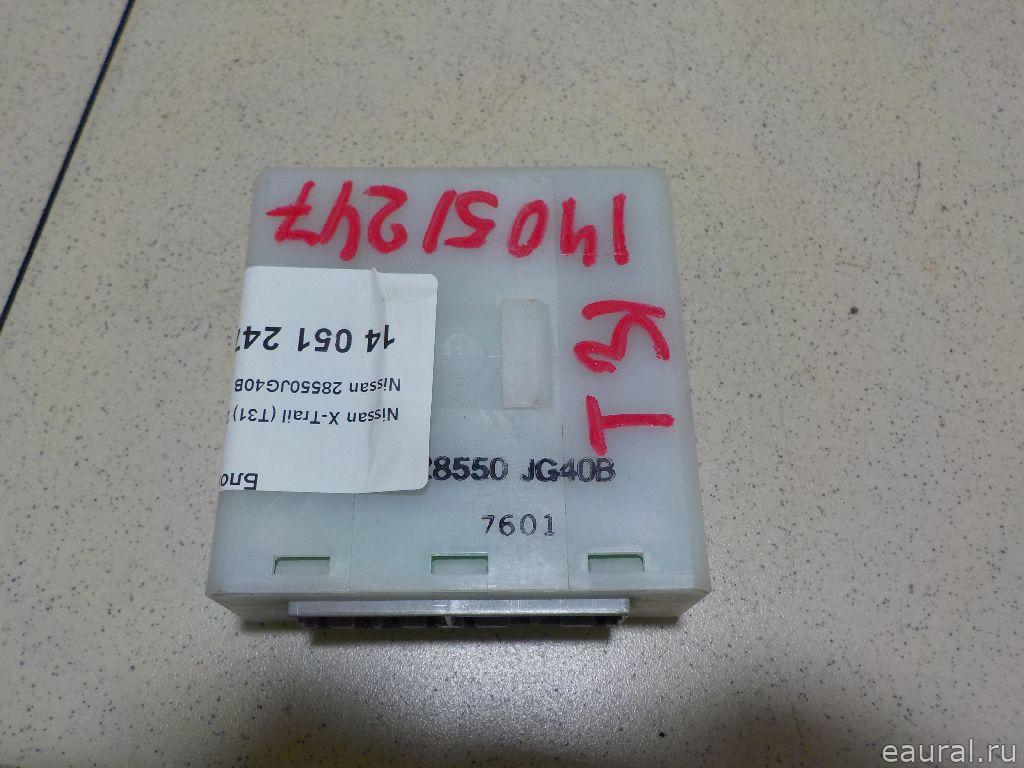 14051247
T31
Бло
Nissan X-Trail (T31)
Nissan 28550JG40B
14 051 247
28550 JG40B
7601
eaural.ru